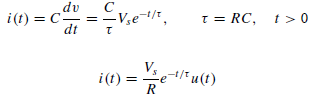 i(t) = C dv/dt = C/τ V_s e^{−t/τ}, τ = RC, t > 0
i(t) = V_s/R e^{−t/τ} u(t)